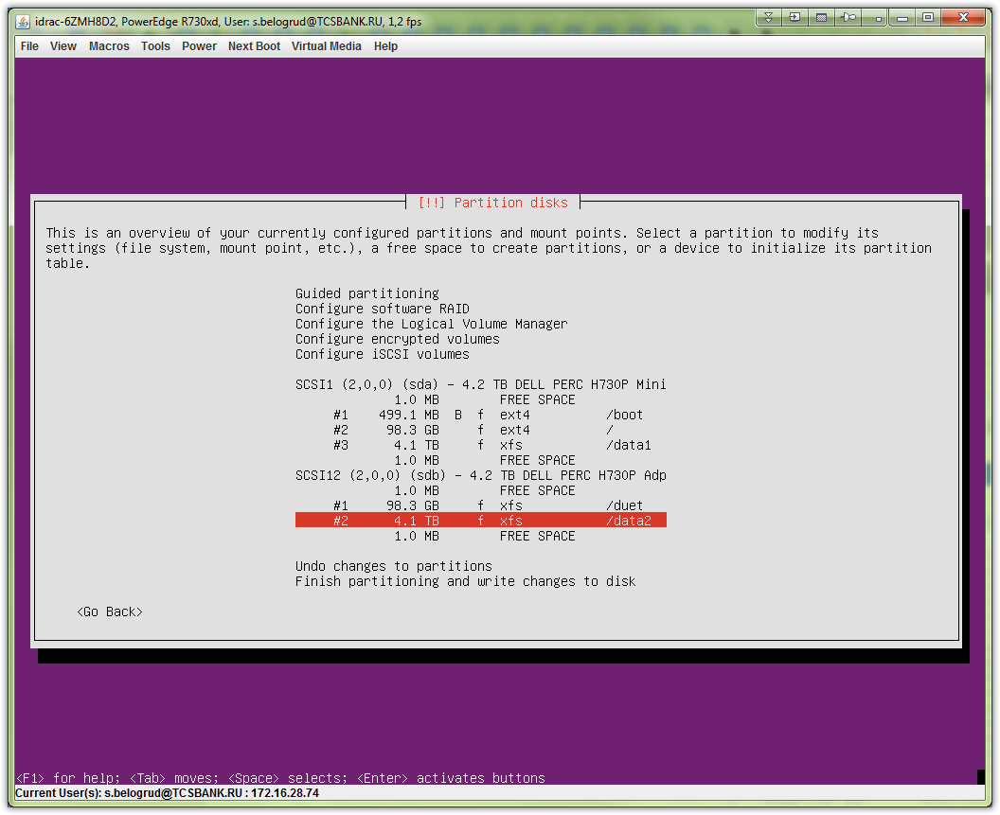 idrac-6ZMH8D2, PowerEdge R730xd, User: s.belogrud@TCSBANK.RU, 1,2 fps
File View Macros Tools Power Next Boot Virtual Media Help
[!!] Partition disks
This is an overview of your currently configured partitions and mount points. Select a partition to modify its
settings (file system, mount point, etc.), a free space to create partitions, or a device to initialize its partition
table.
Guided partitioning
Configure software RAID
Configure the Logical Volume Manager
Configure encrypted volumes
Configure iSCSI volumes
SCSI1 (2,0,0) (sda) - 4.2 TB DELL PERC H730P Mini
1.0 MB FREE SPACE
#1 499.1 MB B f ext4 /boot
#2 98.3 GB f ext4 /
#3 4.1 TB f xfs /data1
1.0 MB FREE SPACE
SCSI12 (2,0,0) (sdb) - 4.2 TB DELL PERC H730P Adp
1.0 MB FREE SPACE
#1 98.3 GB f xfs /duet
#2 4.1 TB f xfs /data2
1.0 MB FREE SPACE
Undo changes to partitions
Finish partitioning and write changes to disk
<Go Back>
<F1> for help; <Tab> moves; <Space> selects; <Enter> activates buttons
Current User(s): s.belogrud@TCSBANK.RU : 172.16.28.74